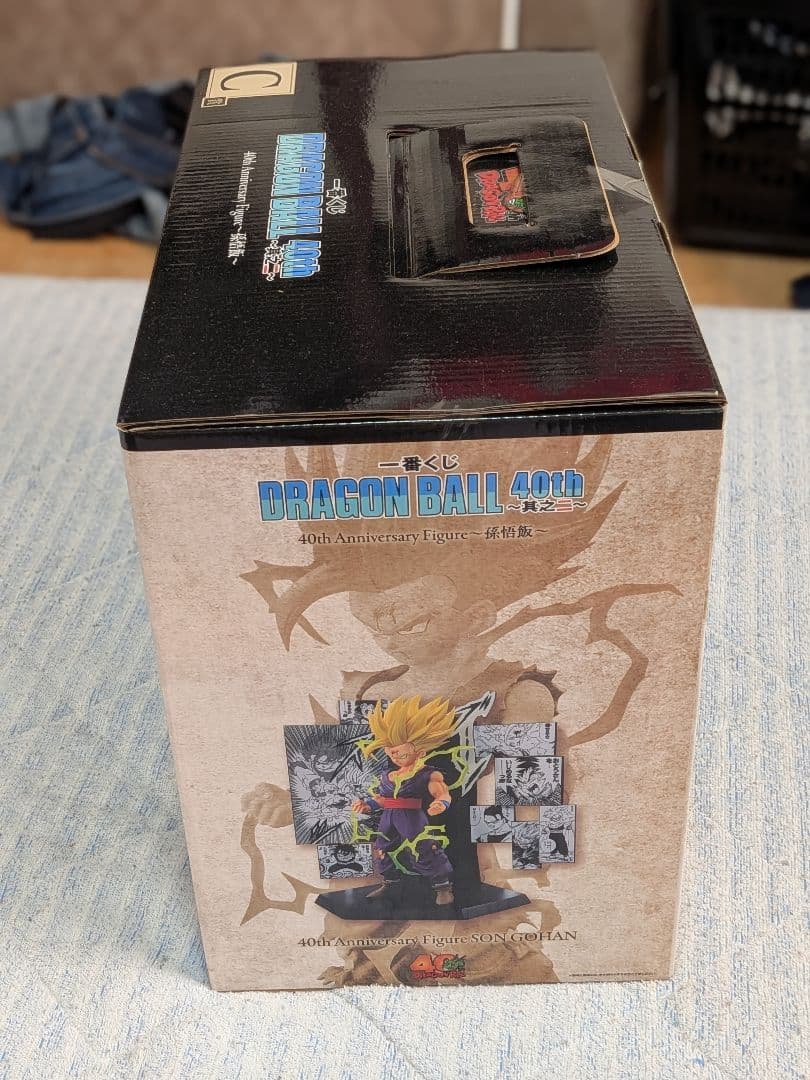 C
一番くじ
DRAGON BALL 40th
～其之二～
40th Anniversary Figure～孫悟飯～
一番くじ
DRAGON BALL 40th
～其之二～
40th Anniversary Figure～孫悟飯～
40th Anniversary Figure SON GOHAN
40